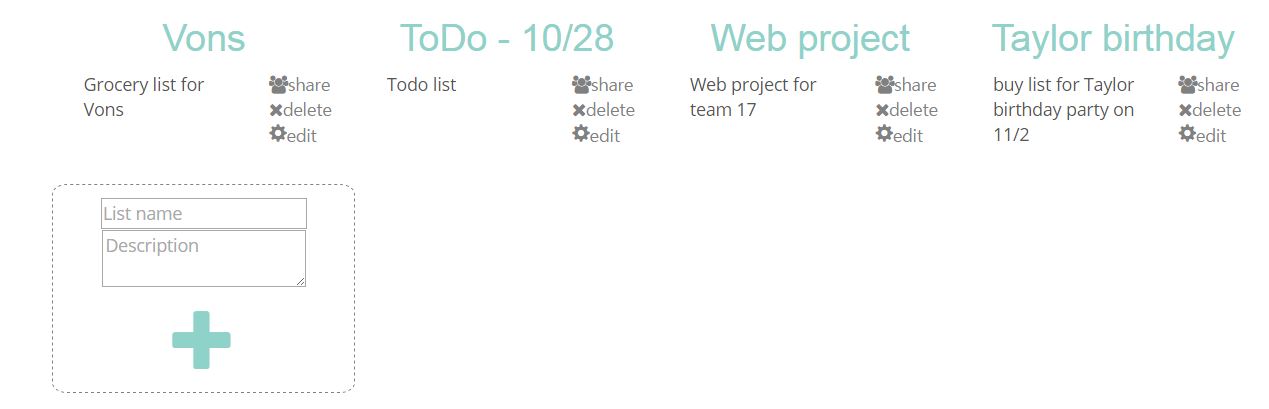 Vons
Grocery list for
Vons
share
delete
edit
ToDo - 10/28
Todo list
share
delete
edit
Web project
Web project for
team 17
share
delete
edit
Taylor birthday
buy list for Taylor
birthday party on
11/2
share
delete
edit
List name
Description